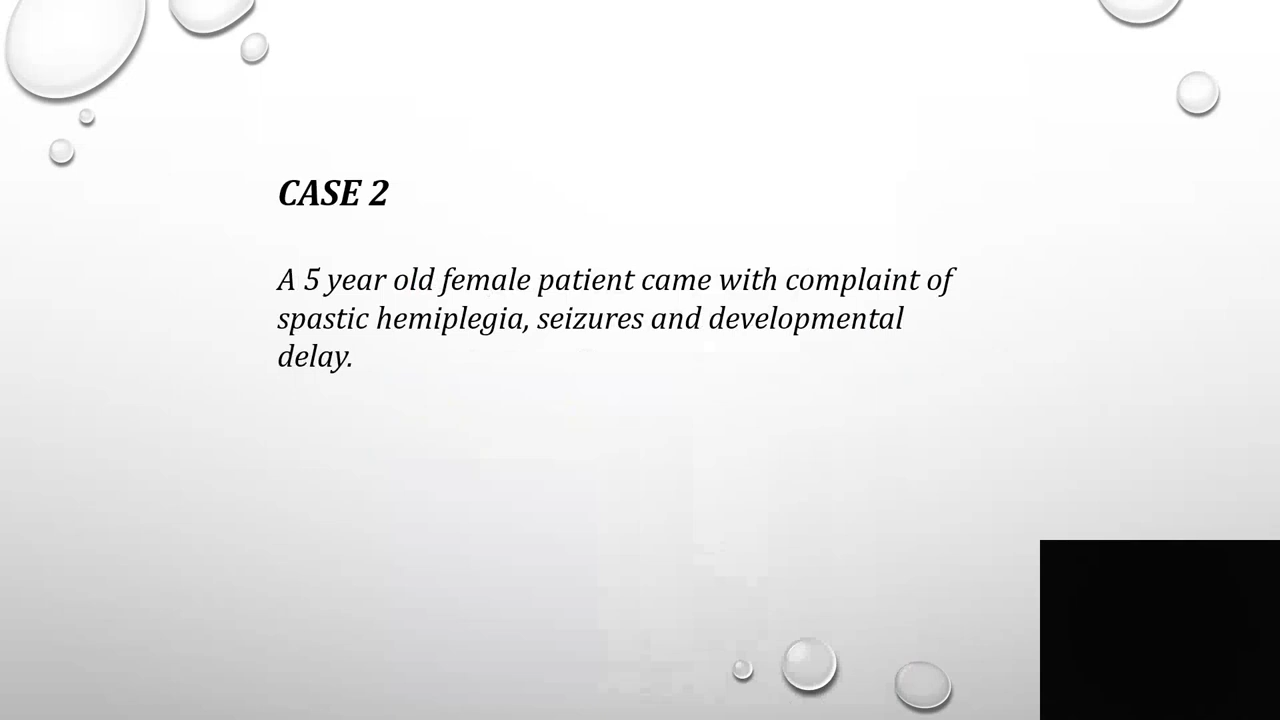 CASE 2
A 5 year old female patient came with complaint of
spastic hemiplegia, seizures and developmental
delay.